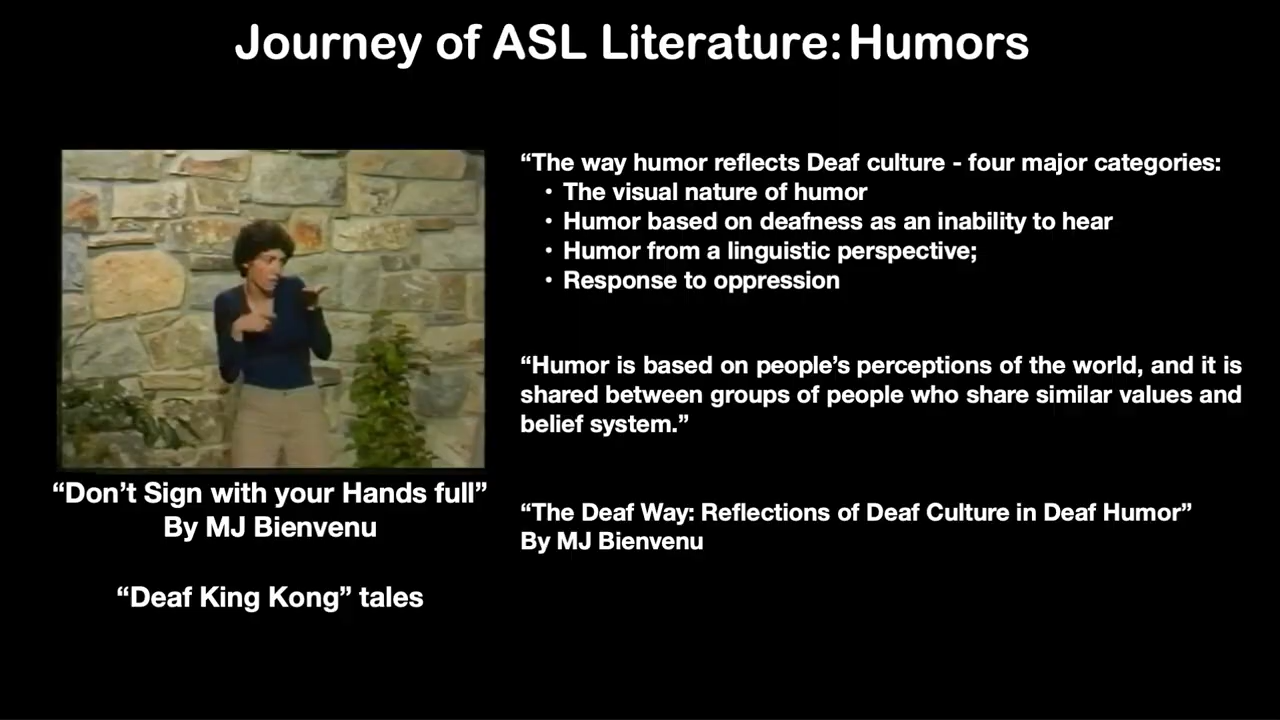 Journey of ASL Literature: Humors
“The way humor reflects Deaf culture - four major categories:
• The visual nature of humor
• Humor based on deafness as an inability to hear
• Humor from a linguistic perspective;
• Response to oppression
“Humor is based on people’s perceptions of the world, and it is
shared between groups of people who share similar values and
belief system.”
“The Deaf Way: Reflections of Deaf Culture in Deaf Humor”
By MJ Bienvenu
“Don’t Sign with your Hands full”
By MJ Bienvenu
“Deaf King Kong” tales